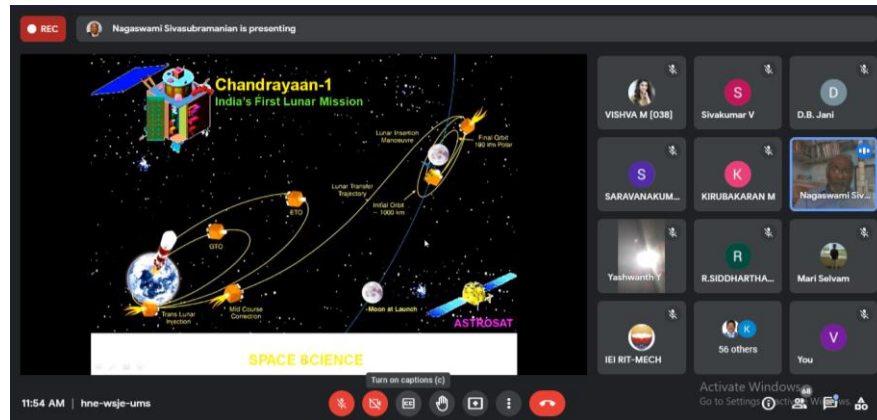 REC
Nagaswami Sivasubramanian is presenting
Chandrayaan-1
India's First Lunar Mission
Lunar Insertion
Manoeuvre
Final Orbit
100 km Polar
Lunar Transfer
Trajectory
Initial Orbit
~ 1000 km
ETO
GTO
Trans Lunar
Injection
Mid Course
Correction
Moon at Launch
ASTROSAT
SPACE SCIENCE
VISHVA M [038]
S
Sivakumar V
D
D.B. Jani
S
SARAVANAKUM...
K
KIRUBAKARAN M
Nagaswami Siv...
Yashwanth Y
R
R.SIDDHARTHA...
Mari Selvam
IEI RIT-MECH
K
56 others
V
You
Turn on captions (c)
Activate Windows
Go to Settings
68
11:54 AM | hne-wsje-ums